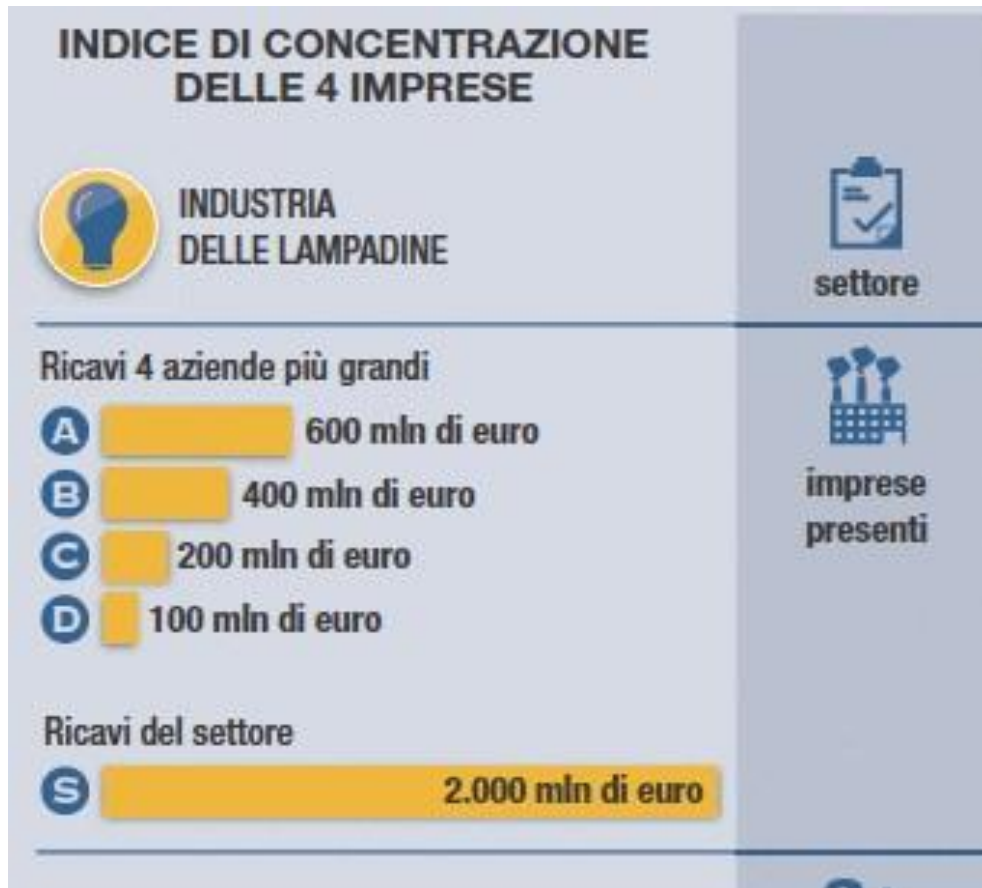 INDICE DI CONCENTRAZIONE
DELLE 4 IMPRESE
INDUSTRIA
DELLE LAMPADINE
settore
Ricavi 4 aziende più grandi
A 600 mln di euro
B 400 mln di euro
C 200 mln di euro
D 100 mln di euro
imprese
presenti
Ricavi del settore
S 2.000 mln di euro